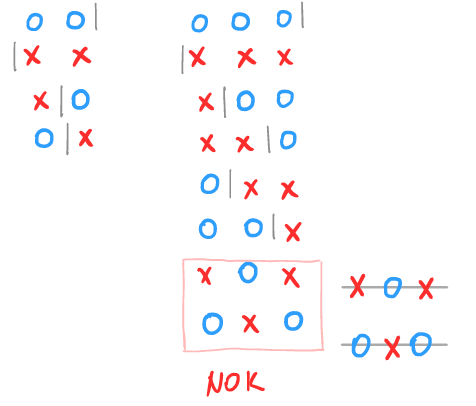 O O |
| X X
X | O
O | X
O O O |
| X X X
X | O O
X X | O
O | X X
O O | X
X O X
O X O
NOK
X O X
O X O